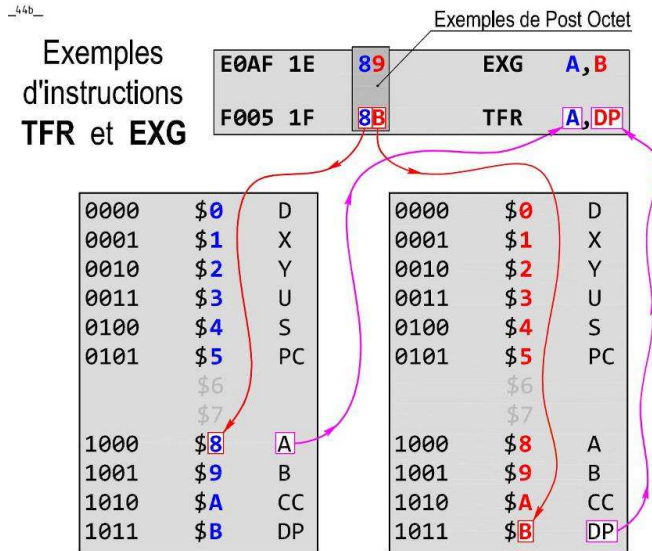 _44b_
Exemples de Post Octet
Exemples
d'instructions
TFR et EXG
E0AF 1E 89 EXG A,B
F005 1F 8B TFR A,DP
0000 $0 D
0001 $1 X
0010 $2 Y
0011 $3 U
0100 $4 S
0101 $5 PC
$6
$7
1000 $8 A
1001 $9 B
1010 $A CC
1011 $B DP
0000 $0 D
0001 $1 X
0010 $2 Y
0011 $3 U
0100 $4 S
0101 $5 PC
$6
$7
1000 $8 A
1001 $9 B
1010 $A CC
1011 $B DP